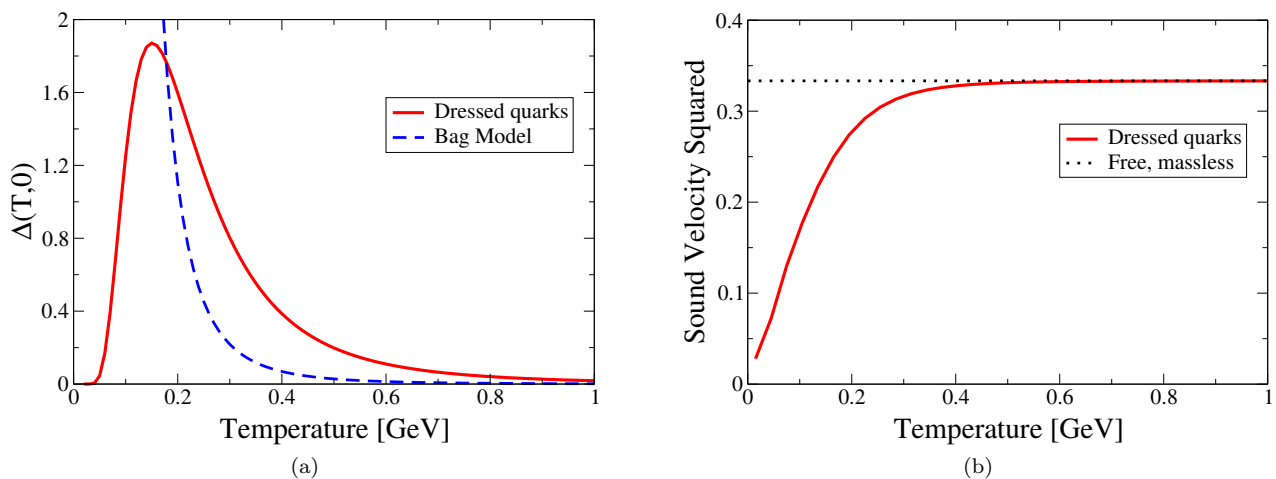 2
1.6
1.2
0.8
0.4
0
Δ(T,0)
Dressed quarks
Bag Model
0 0.2 0.4 0.6 0.8 1
Temperature [GeV]
(a)
0.4
0.3
0.2
0.1
0
Sound Velocity Squared
Dressed quarks
Free, massless
0 0.2 0.4 0.6 0.8 1
Temperature [GeV]
(b)